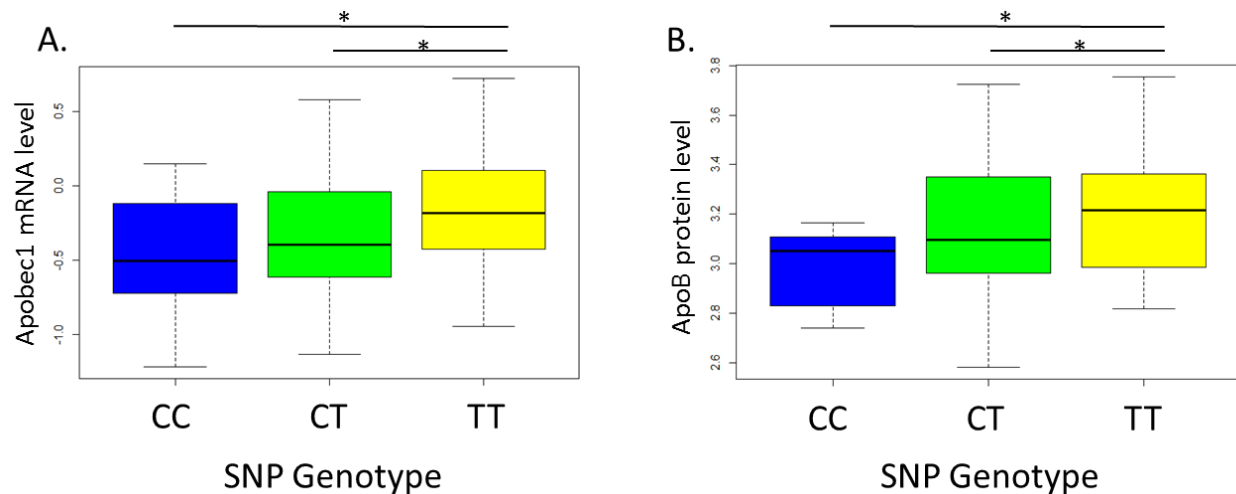 A.
*
*
Apobec1 mRNA level
0.5
0.0
-0.5
-1.0
CC CT TT
SNP Genotype
B.
*
*
ApoB protein level
3.8
3.6
3.4
3.2
3.0
2.8
2.6
CC CT TT
SNP Genotype